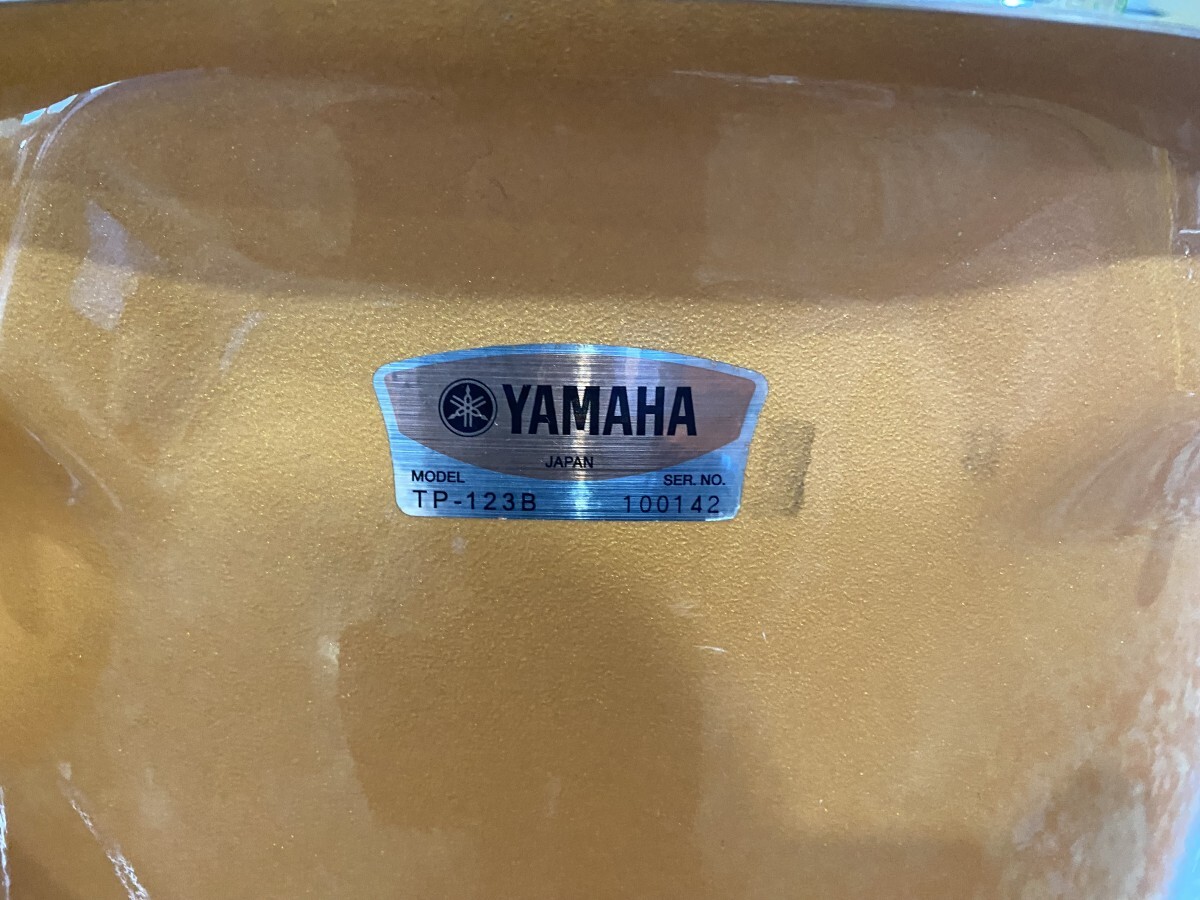 YAMAHA
JAPAN
MODEL SER. NO.
TP-123B 100142